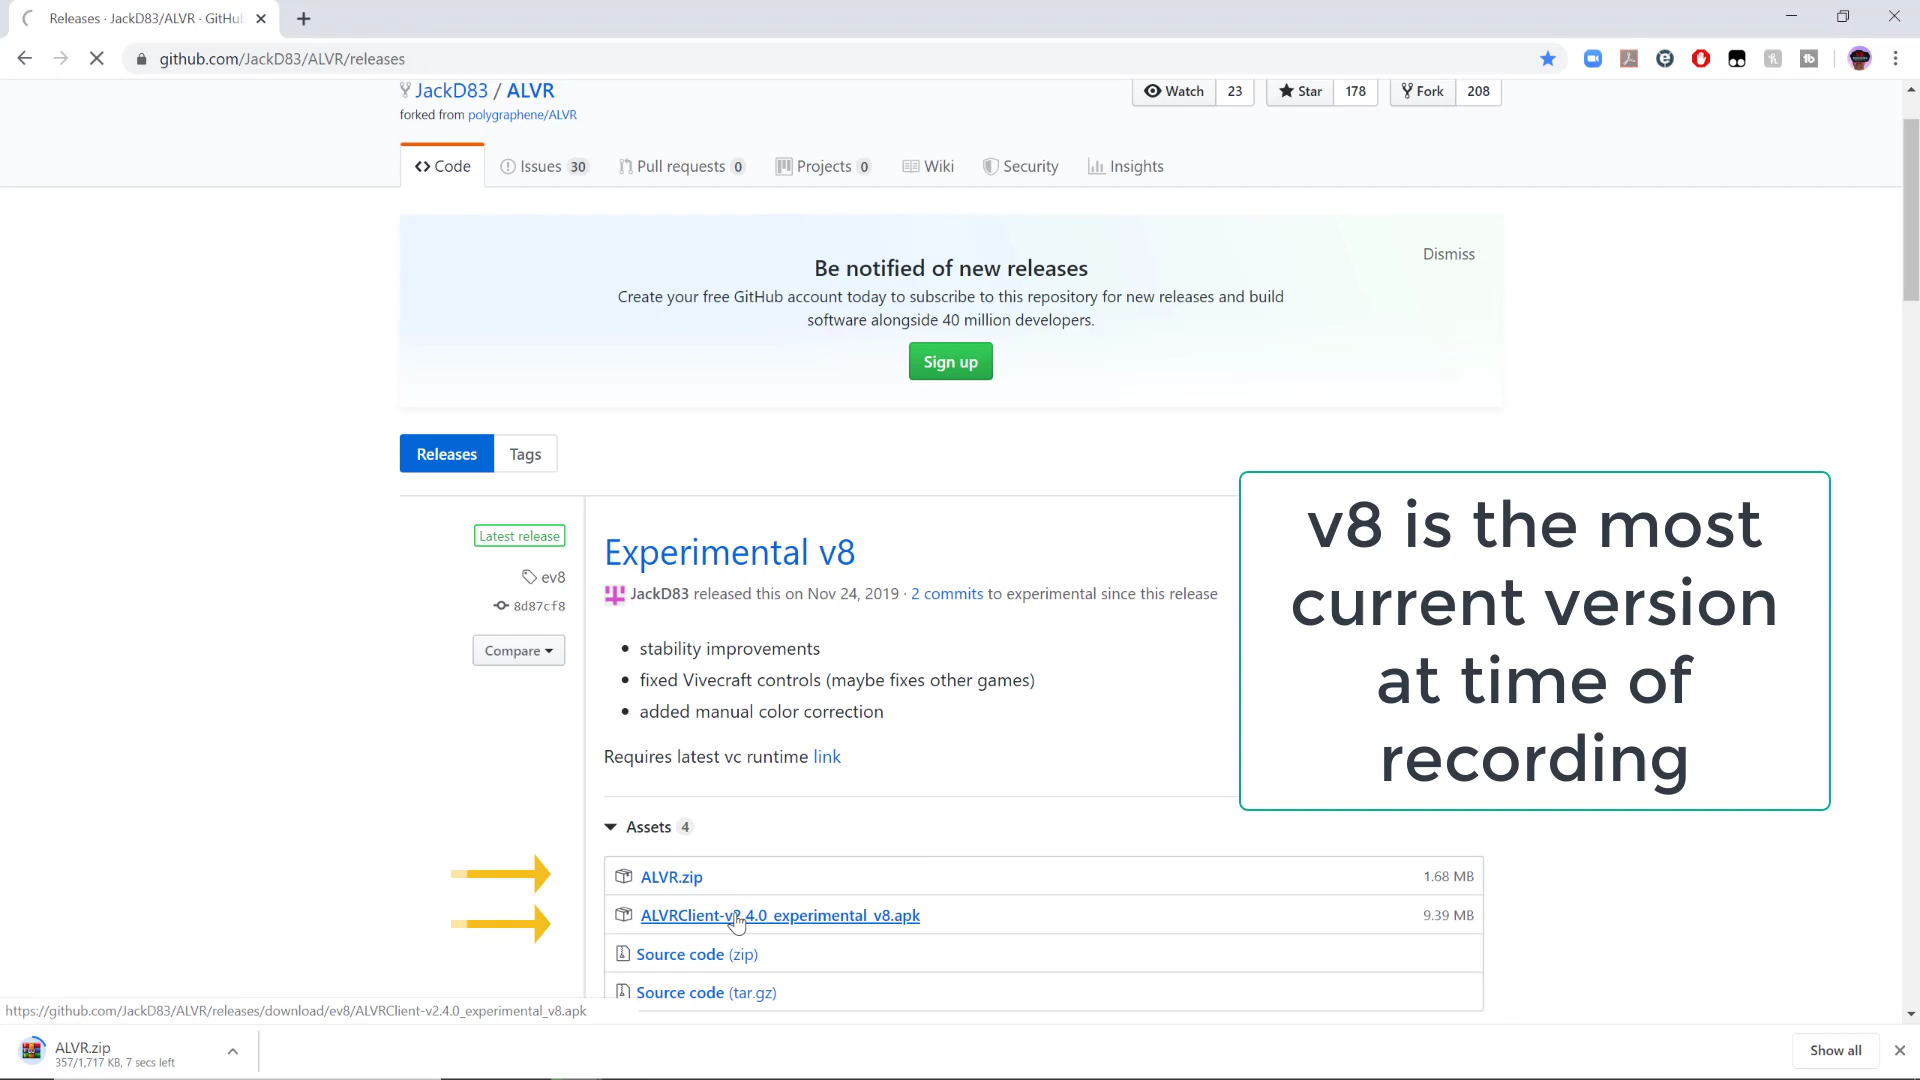 Releases · JackD83/ALVR · GitHub
github.com/JackD83/ALVR/releases
JackD83 / ALVR
forked from polygraphene/ALVR
Watch 23 Star 178 Fork 208
Code Issues 30 Pull requests 0 Projects 0 Wiki Security Insights
Dismiss
Be notified of new releases
Create your free GitHub account today to subscribe to this repository for new releases and build
software alongside 40 million developers.
Sign up
Releases Tags
Latest release
ev8
8d87cf8
Compare
Experimental v8
JackD83 released this on Nov 24, 2019 · 2 commits to experimental since this release
• stability improvements
• fixed Vivecraft controls (maybe fixes other games)
• added manual color correction
Requires latest vc runtime link
v8 is the most
current version
at time of
recording
Assets 4
ALVR.zip 1.68 MB
ALVRClient-v2.4.0_experimental_v8.apk 9.39 MB
Source code (zip)
Source code (tar.gz)
https://github.com/JackD83/ALVR/releases/download/ev8/ALVRClient-v2.4.0_experimental_v8.apk
ALVR.zip
357/1,717 KB, 7 secs left
Show all